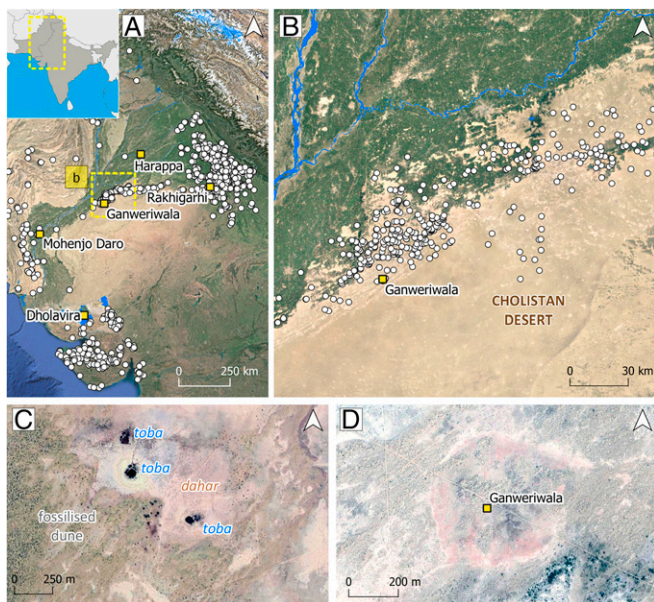 A
Harappa
b
Rakhigarhi
Ganweriwala
Mohenjo Daro
Dholavira
0 250 km
B
Ganweriwala
CHOLISTAN
DESERT
0 30 km
C
toba
toba
dahar
fossilised
dune
toba
0 250 m
D
Ganweriwala
0 200 m